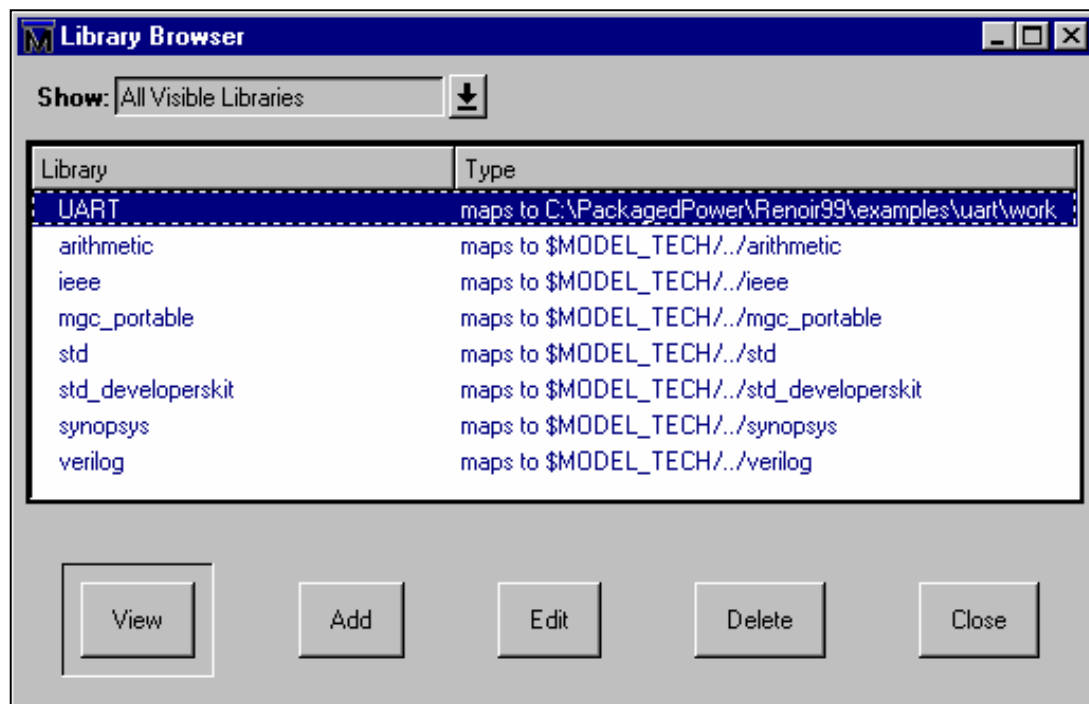 Library Browser
Show: All Visible Libraries
Library Type
UART maps to C:\PackagedPower\Renoir99\examples\uart\work
arithmetic maps to $MODEL_TECH/../arithmetic
ieee maps to $MODEL_TECH/../ieee
mgc_portable maps to $MODEL_TECH/../mgc_portable
std maps to $MODEL_TECH/../std
std_developerskit maps to $MODEL_TECH/../std_developerskit
synopsys maps to $MODEL_TECH/../synopsys
verilog maps to $MODEL_TECH/../verilog
View Add Edit Delete Close